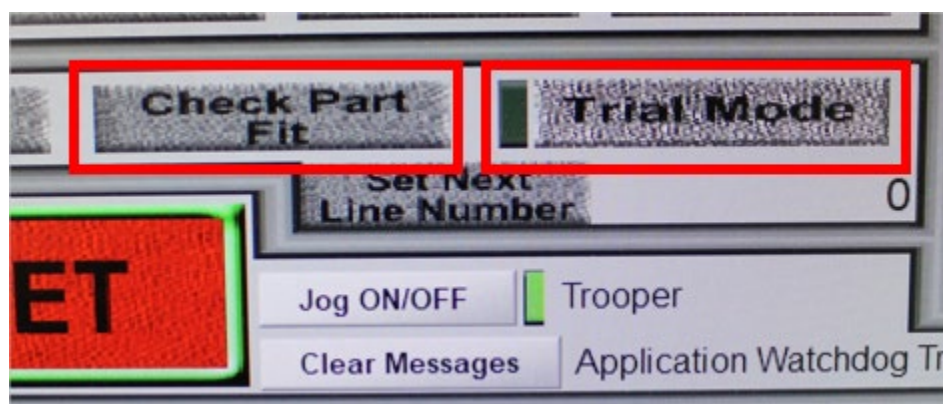 Check Part
Fit
Trial Mode
Set Next
Line Number
0
ET
Jog ON/OFF
Trooper
Clear Messages
Application Watchdog Tr